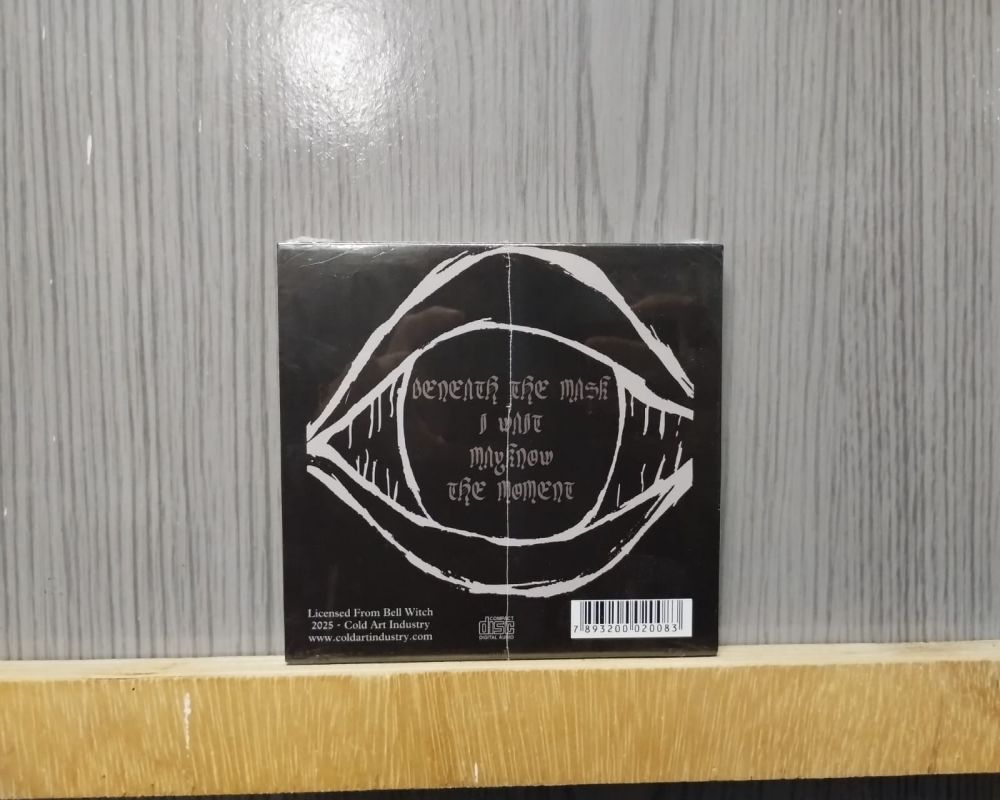 BENEATH THE MASK
I WAIT
MAYKNOW
THE MOMENT
Licensed From Bell Witch
2025 - Cold Art Industry
www.coldartindustry.com
COMPACT
disc
DIGITAL AUDIO
7 893200 020083